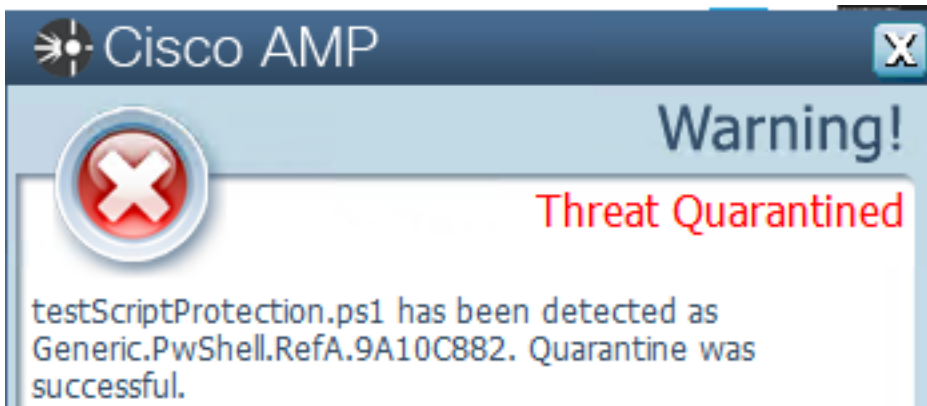 Cisco AMP
X
Warning!
Threat Quarantined
testScriptProtection.ps1 has been detected as
Generic.PwShell.RefA.9A10C882. Quarantine was
successful.